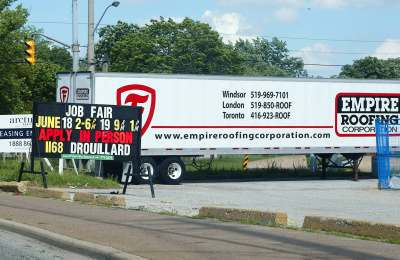 JOB FAIR
JUNE 18 2-6 19 9-1
APPLY IN PERSON
1168 DROUILLARD
Windsor 519-969-7101
London 519-850-ROOF
Toronto 416-923-ROOF
www.empireroofingcorporation.com
EMPIRE
ROOFING
CORPORATION